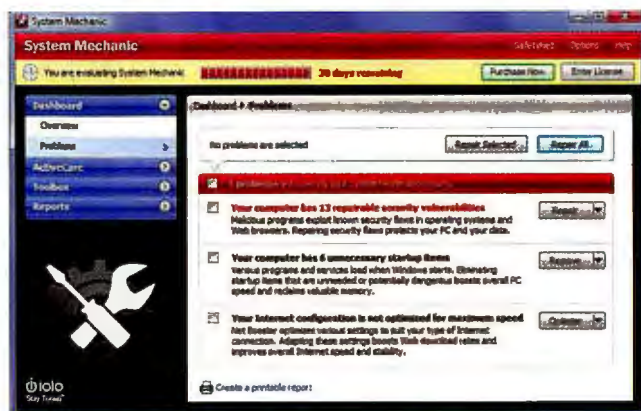 System Mechanic
System Mechanic
SafetyNet Options Help
You are evaluating System Mechanic 30 days remaining Purchase Now Enter License
Dashboard
Overview
Problems
ActiveCare
Toolbox
Reports
Dashboard Problems
No problems are selected Repair Selected Repair All
Your computer has 13 repairable security vulnerabilities
Malicious programs exploit known security flaws in operating systems and
Web browsers. Repairing security flaws protects your PC and your data.
Repair
Your computer has 6 unnecessary startup items
Various programs and services load when Windows starts. Eliminating
startup items that are unneeded or potentially dangerous boosts overall PC
speed and reclaims valuable memory.
Remove
Your Internet configuration is not optimized for maximum speed
Net Booster optimizes various settings to suit your type of Internet
connection. Adapting these settings boosts Web download rates and
improves overall Internet speed and stability.
Optimize
Create a printable report
iolo
Stay Tuned